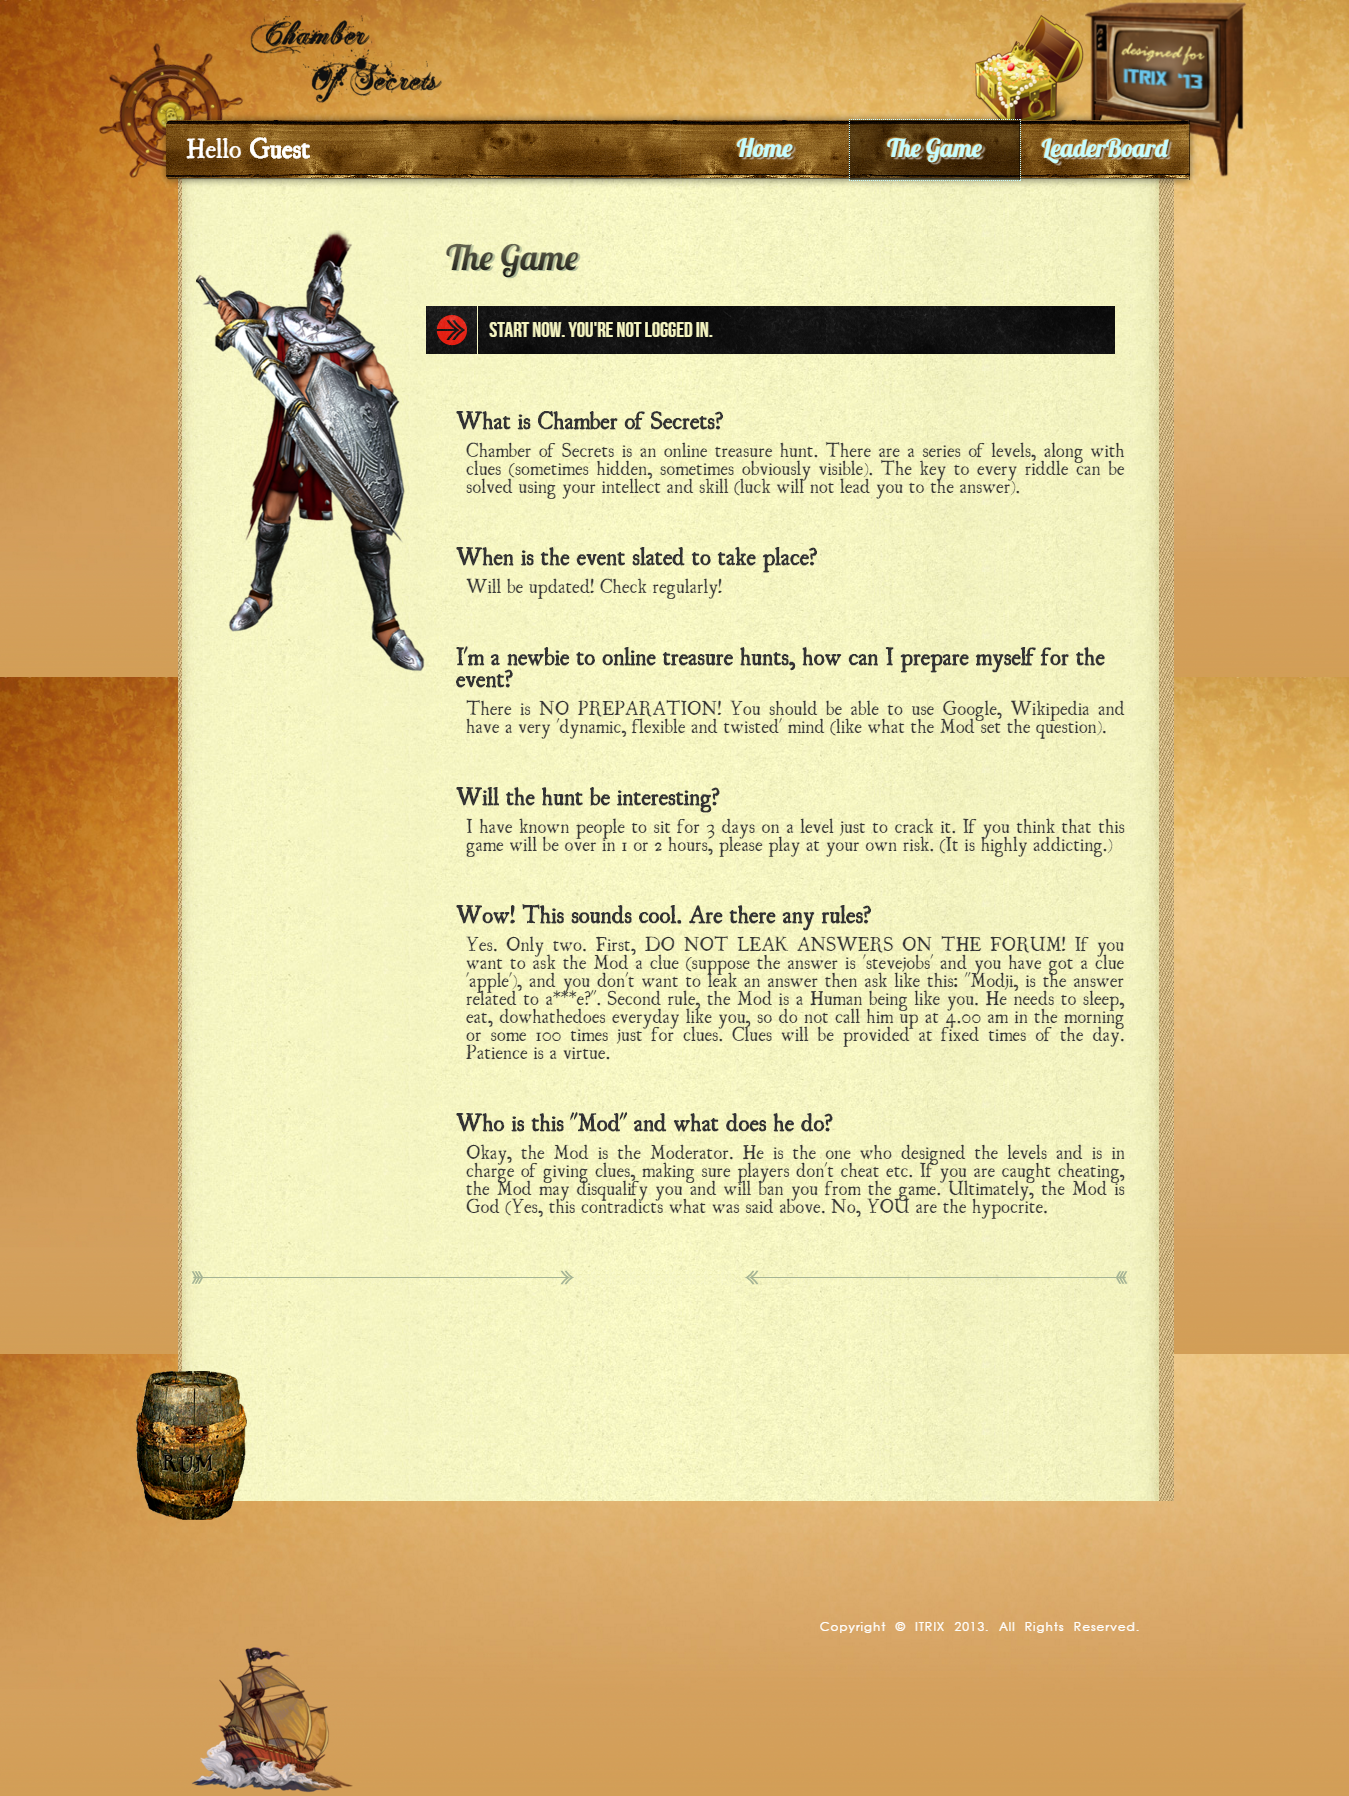 Chamber
Of Secrets
designed for
ITRIX '13
Hello Guest
Home
The Game
LeaderBoard
The Game
START NOW. YOU'RE NOT LOGGED IN.
What is Chamber of Secrets?
Chamber of Secrets is an online treasure hunt. There are a series of levels, along with
clues (sometimes hidden, sometimes obviously visible). The key to every riddle can be
solved using your intellect and skill (luck will not lead you to the answer).
When is the event slated to take place?
Will be updated! Check regularly!
I'm a newbie to online treasure hunts, how can I prepare myself for the
event?
There is NO PREPARATION! You should be able to use Google, Wikipedia and
have a very 'dynamic, flexible and twisted' mind (like what the Mod set the question).
Will the hunt be interesting?
I have known people to sit for 3 days on a level just to crack it. If you think that this
game will be over in 1 or 2 hours, please play at your own risk. (It is highly addicting.)
Wow! This sounds cool. Are there any rules?
Yes. Only two. First, DO NOT LEAK ANSWERS ON THE FORUM! If you
want to ask the Mod a clue (suppose the answer is 'stevejobs' and you have got a clue
'apple'), and you don't want to leak an answer then ask like this: "Modji, is the answer
related to a***e?". Second rule, the Mod is a Human being like you. He needs to sleep,
eat, dowhathedoes everyday like you, so do not call him up at 4.00 am in the morning
or some 100 times just for clues. Clues will be provided at fixed times of the day.
Patience is a virtue.
Who is this "Mod" and what does he do?
Okay, the Mod is the Moderator. He is the one who designed the levels and is in
charge of giving clues, making sure players don't cheat etc. If you are caught cheating,
the Mod may disqualify you and will ban you from the game. Ultimately, the Mod is
God (Yes, this contradicts what was said above. No, YOU are the hypocrite.
RUM
Copyright © ITRIX 2013. All Rights Reserved.